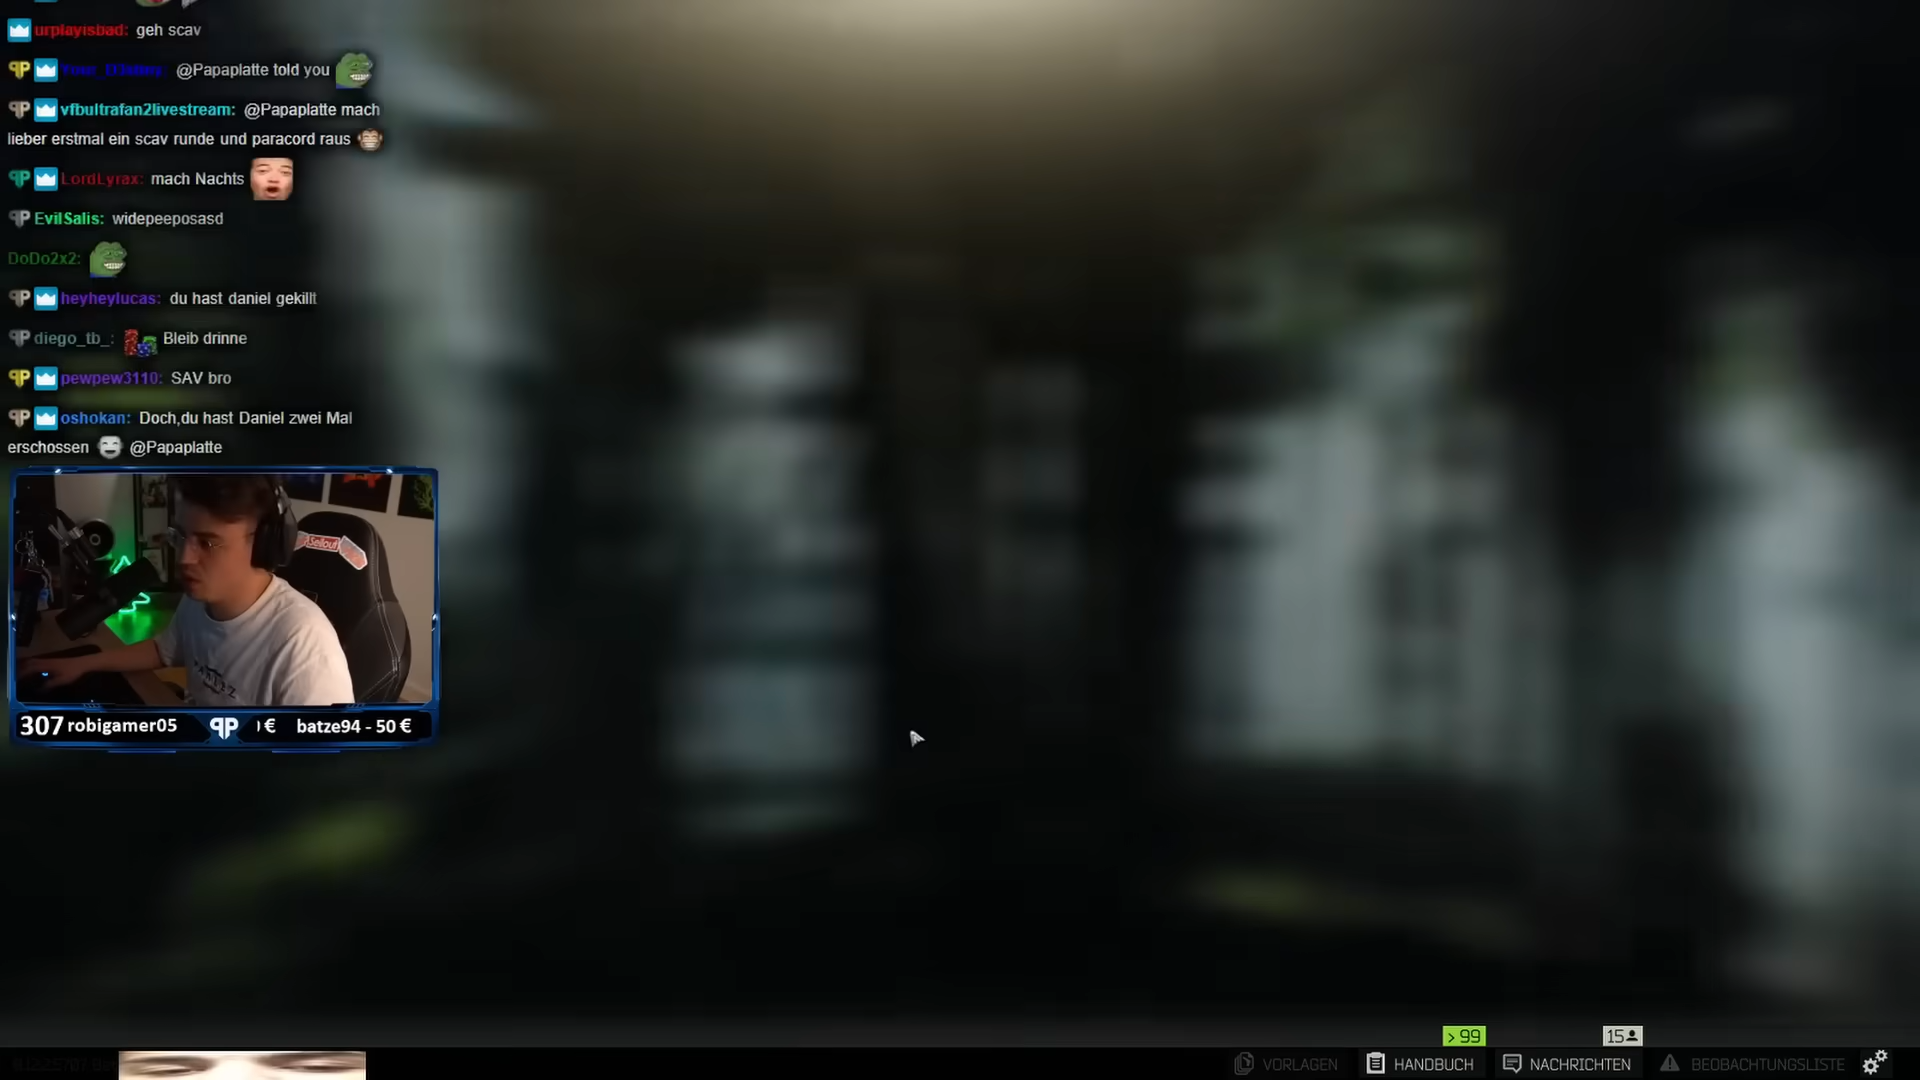 urplayisbad: geh scav
@Papaplatte told you
vfbultrafan2livestream: @Papaplatte mach
lieber erstmal ein scav runde und paracord raus
LordLyrax: mach Nachts
EvilSalis: widepeeposasd
DoDo2x2:
heyheylucas: du hast daniel gekillt
diego_tb_: Bleib drinne
pewpew3110: SAV bro
oshokan: Doch,du hast Daniel zwei Mal
erschossen @Papaplatte
Sellout
307 robigamer05 PP € batze94 - 50 €
> 99 15
VORLAGEN HANDBUCH NACHRICHTEN BEOBACHTUNGSLISTE